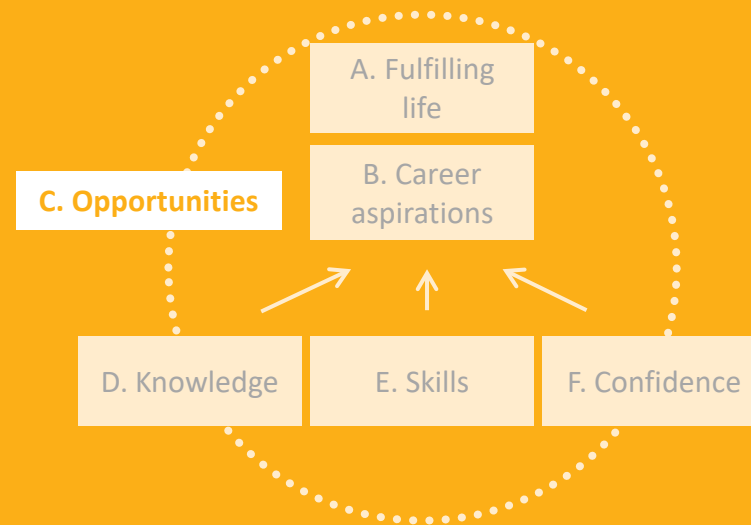 A. Fulfilling
life
B. Career
aspirations
C. Opportunities
D. Knowledge
E. Skills
F. Confidence